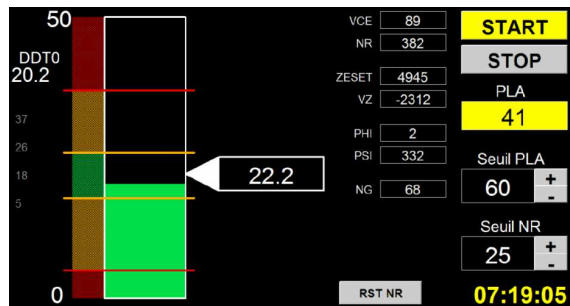 50
DDT0
20.2
37
26
18
5
0
22.2
VCE 89
NR 382
ZESET 4945
VZ -2312
PHI 2
PSI 332
NG 68
RST NR
START
STOP
PLA
41
Seuil PLA
60 + -
Seuil NR
25 + -
07:19:05